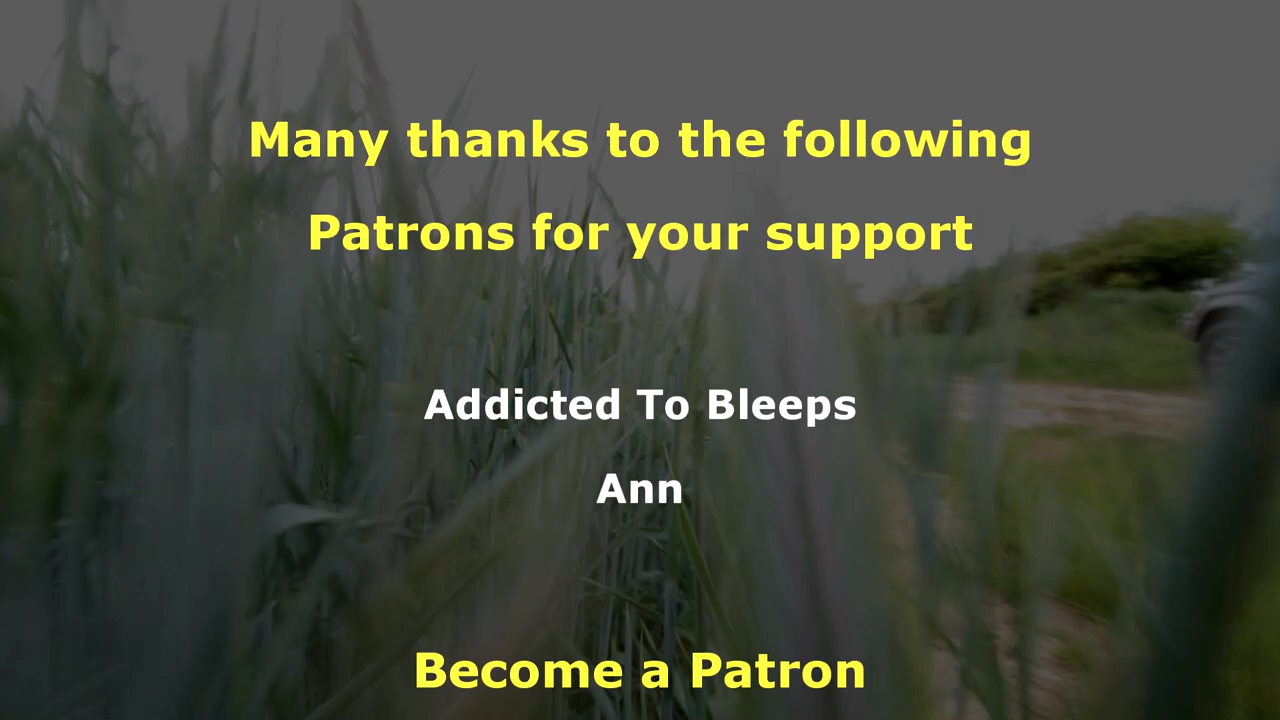 Many thanks to the following
Patrons for your support
Addicted To Bleeps
Ann
Become a Patron